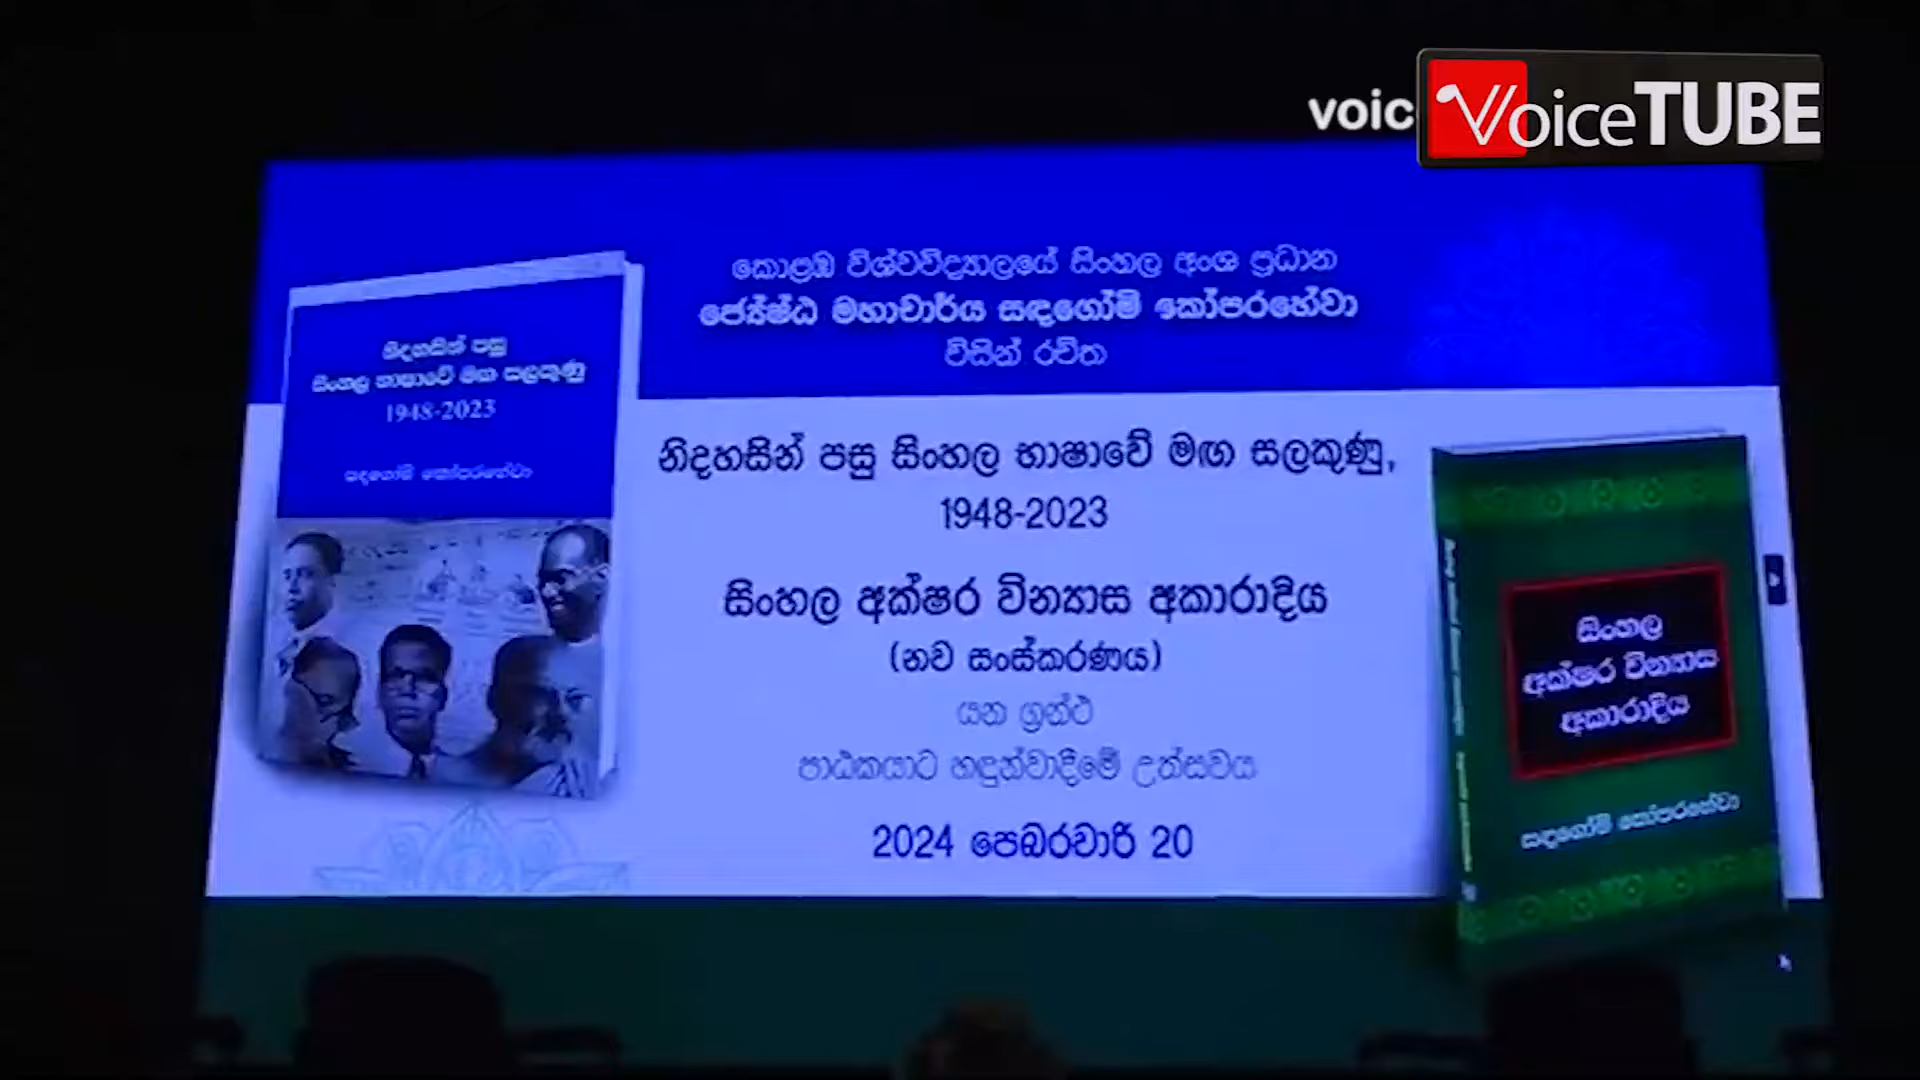 voic
VoiceTUBE
කොළඹ විශ්වවිද්‍යාලයේ සිංහල අංශ ප්‍රධාන
ජ්‍යේෂ්ඨ මහාචාර්ය සඳගෝමි කෝපරහේවා
විසින් රචිත
නිදහසින් පසු සිංහල භාෂාවේ මඟ සලකුණු,
1948-2023
සිංහල අක්ෂර වින්‍යාස අකාරාදිය
(නව සංස්කරණය)
යන ග්‍රන්ථ
පාඨකයාට හඳුන්වාදීමේ උත්සවය
2024 පෙබරවාරි 20
නිදහසින් පසු
සිංහල භාෂාවේ මඟ සලකුණු
1948-2023
සඳගෝමි කෝපරහේවා
සිංහල
අක්ෂර වින්‍යාස
අකාරාදිය
සඳගෝමි කෝපරහේවා